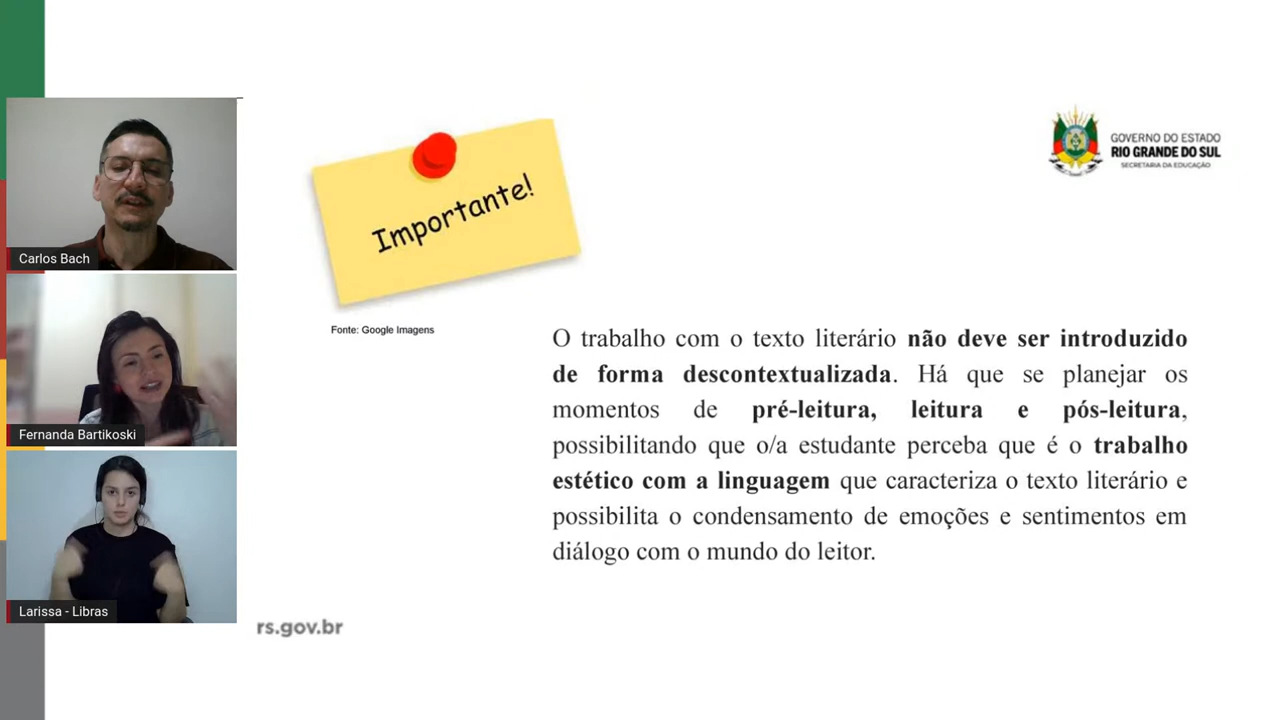 Carlos Bach
Fernanda Bartikoski
Larissa - Libras
Importante!
Fonte: Google Imagens
GOVERNO DO ESTADO
RIO GRANDE DO SUL
SECRETARIA DA EDUCAÇÃO
O trabalho com o texto literário não deve ser introduzido
de forma descontextualizada. Há que se planejar os
momentos de pré-leitura, leitura e pós-leitura,
possibilitando que o/a estudante perceba que é o trabalho
estético com a linguagem que caracteriza o texto literário e
possibilita o condensamento de emoções e sentimentos em
diálogo com o mundo do leitor.
rs.gov.br